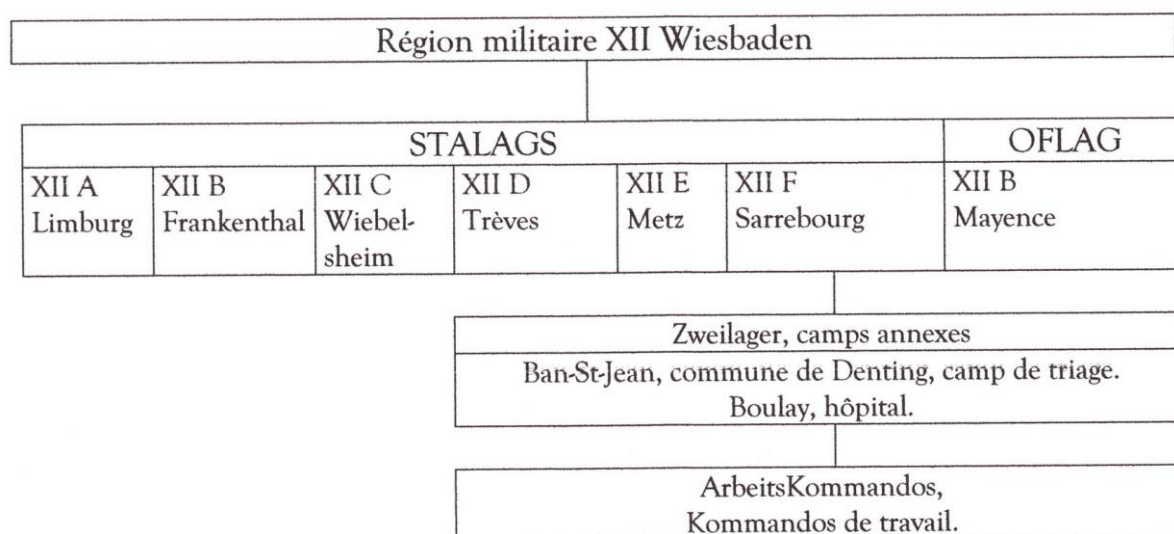 Région militaire XII Wiesbaden
STALAGS
OFLAG
XII A
Limburg
XII B
Frankenthal
XII C
Wiebel-
sheim
XII D
Trèves
XII E
Metz
XII F
Sarrebourg
XII B
Mayence
Zweilager, camps annexes
Ban-St-Jean, commune de Denting, camp de triage.
Boulay, hôpital.
ArbeitsKommandos,
Kommandos de travail.